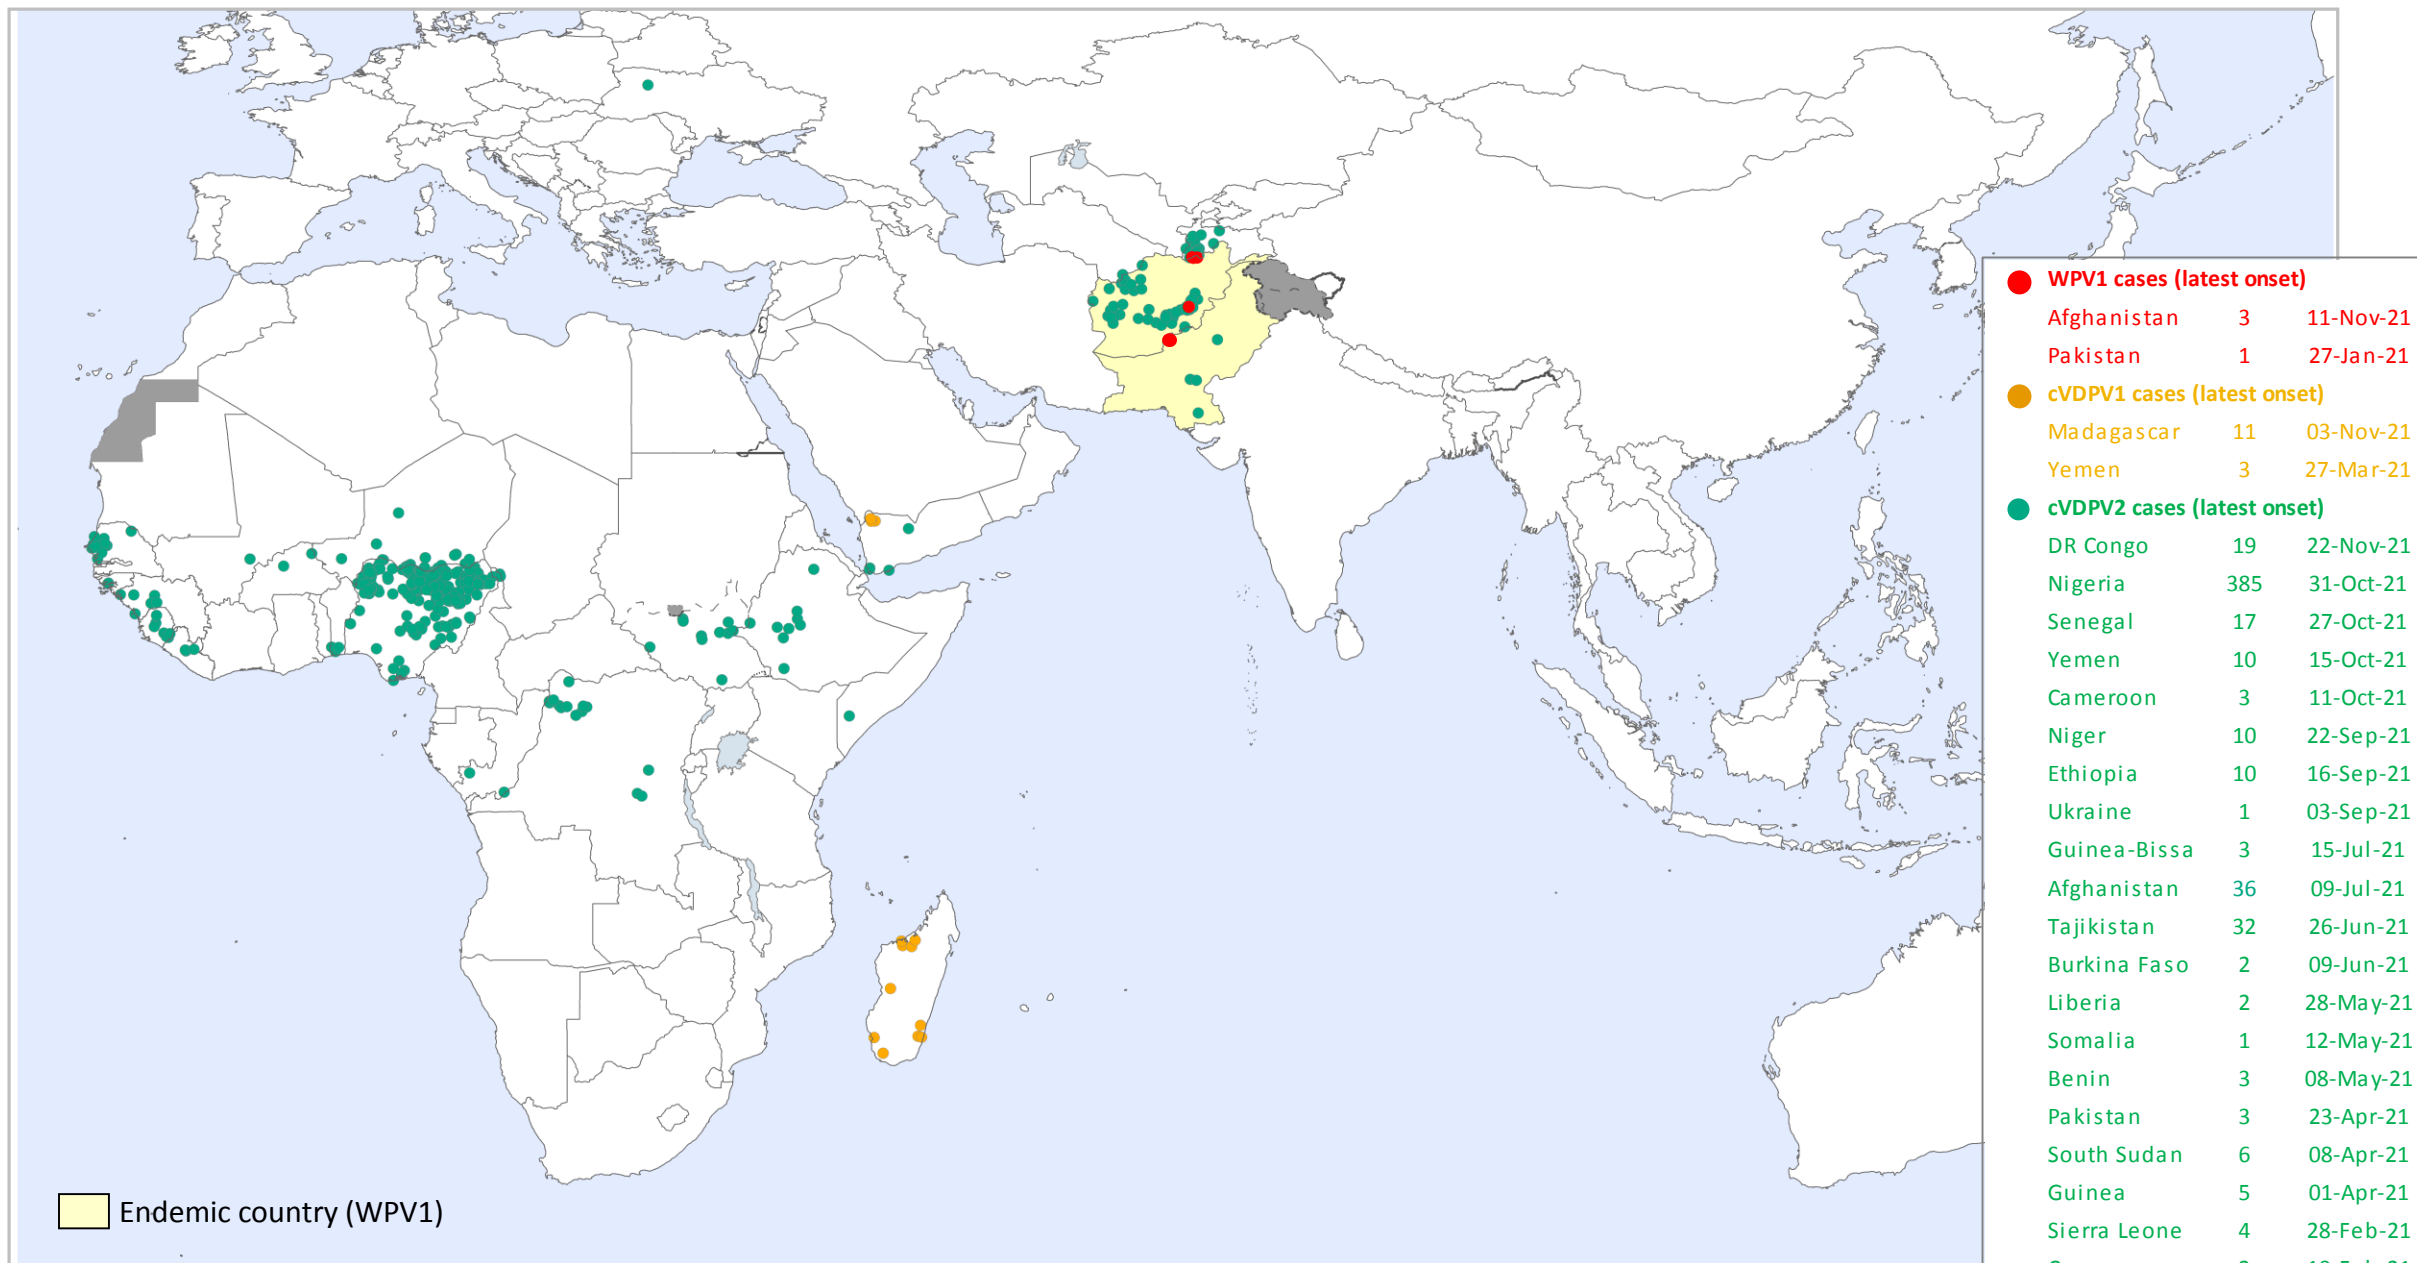 WPV1 cases (latest onset)
Afghanistan 3 11-Nov-21
Pakistan 1 27-Jan-21
cVDPV1 cases (latest onset)
Madagascar 11 03-Nov-21
Yemen 3 27-Mar-21
cVDPV2 cases (latest onset)
DR Congo 19 22-Nov-21
Nigeria 385 31-Oct-21
Senegal 17 27-Oct-21
Yemen 10 15-Oct-21
Cameroon 3 11-Oct-21
Niger 10 22-Sep-21
Ethiopia 10 16-Sep-21
Ukraine 1 03-Sep-21
Guinea-Bissa 3 15-Jul-21
Afghanistan 36 09-Jul-21
Tajikistan 32 26-Jun-21
Burkina Faso 2 09-Jun-21
Liberia 2 28-May-21
Somalia 1 12-May-21
Benin 3 08-May-21
Pakistan 3 23-Apr-21
South Sudan 6 08-Apr-21
Guinea 5 01-Apr-21
Sierra Leone 4 28-Feb-21
Endemic country (WPV1)